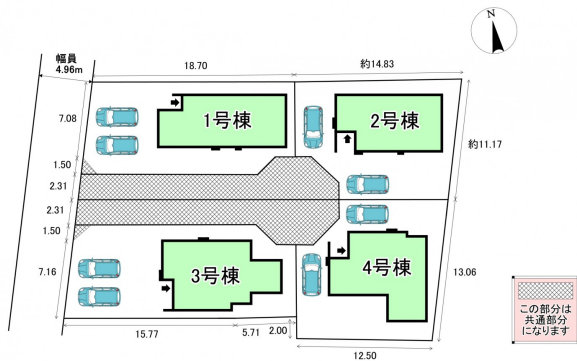 N
幅員
4.96m
18.70
約14.83
7.08
1号棟
2号棟
約11.17
1.50
2.31
2.31
1.50
7.16
3号棟
4号棟
13.06
15.77
5.71
2.00
12.50
この部分は
共通部分
になります